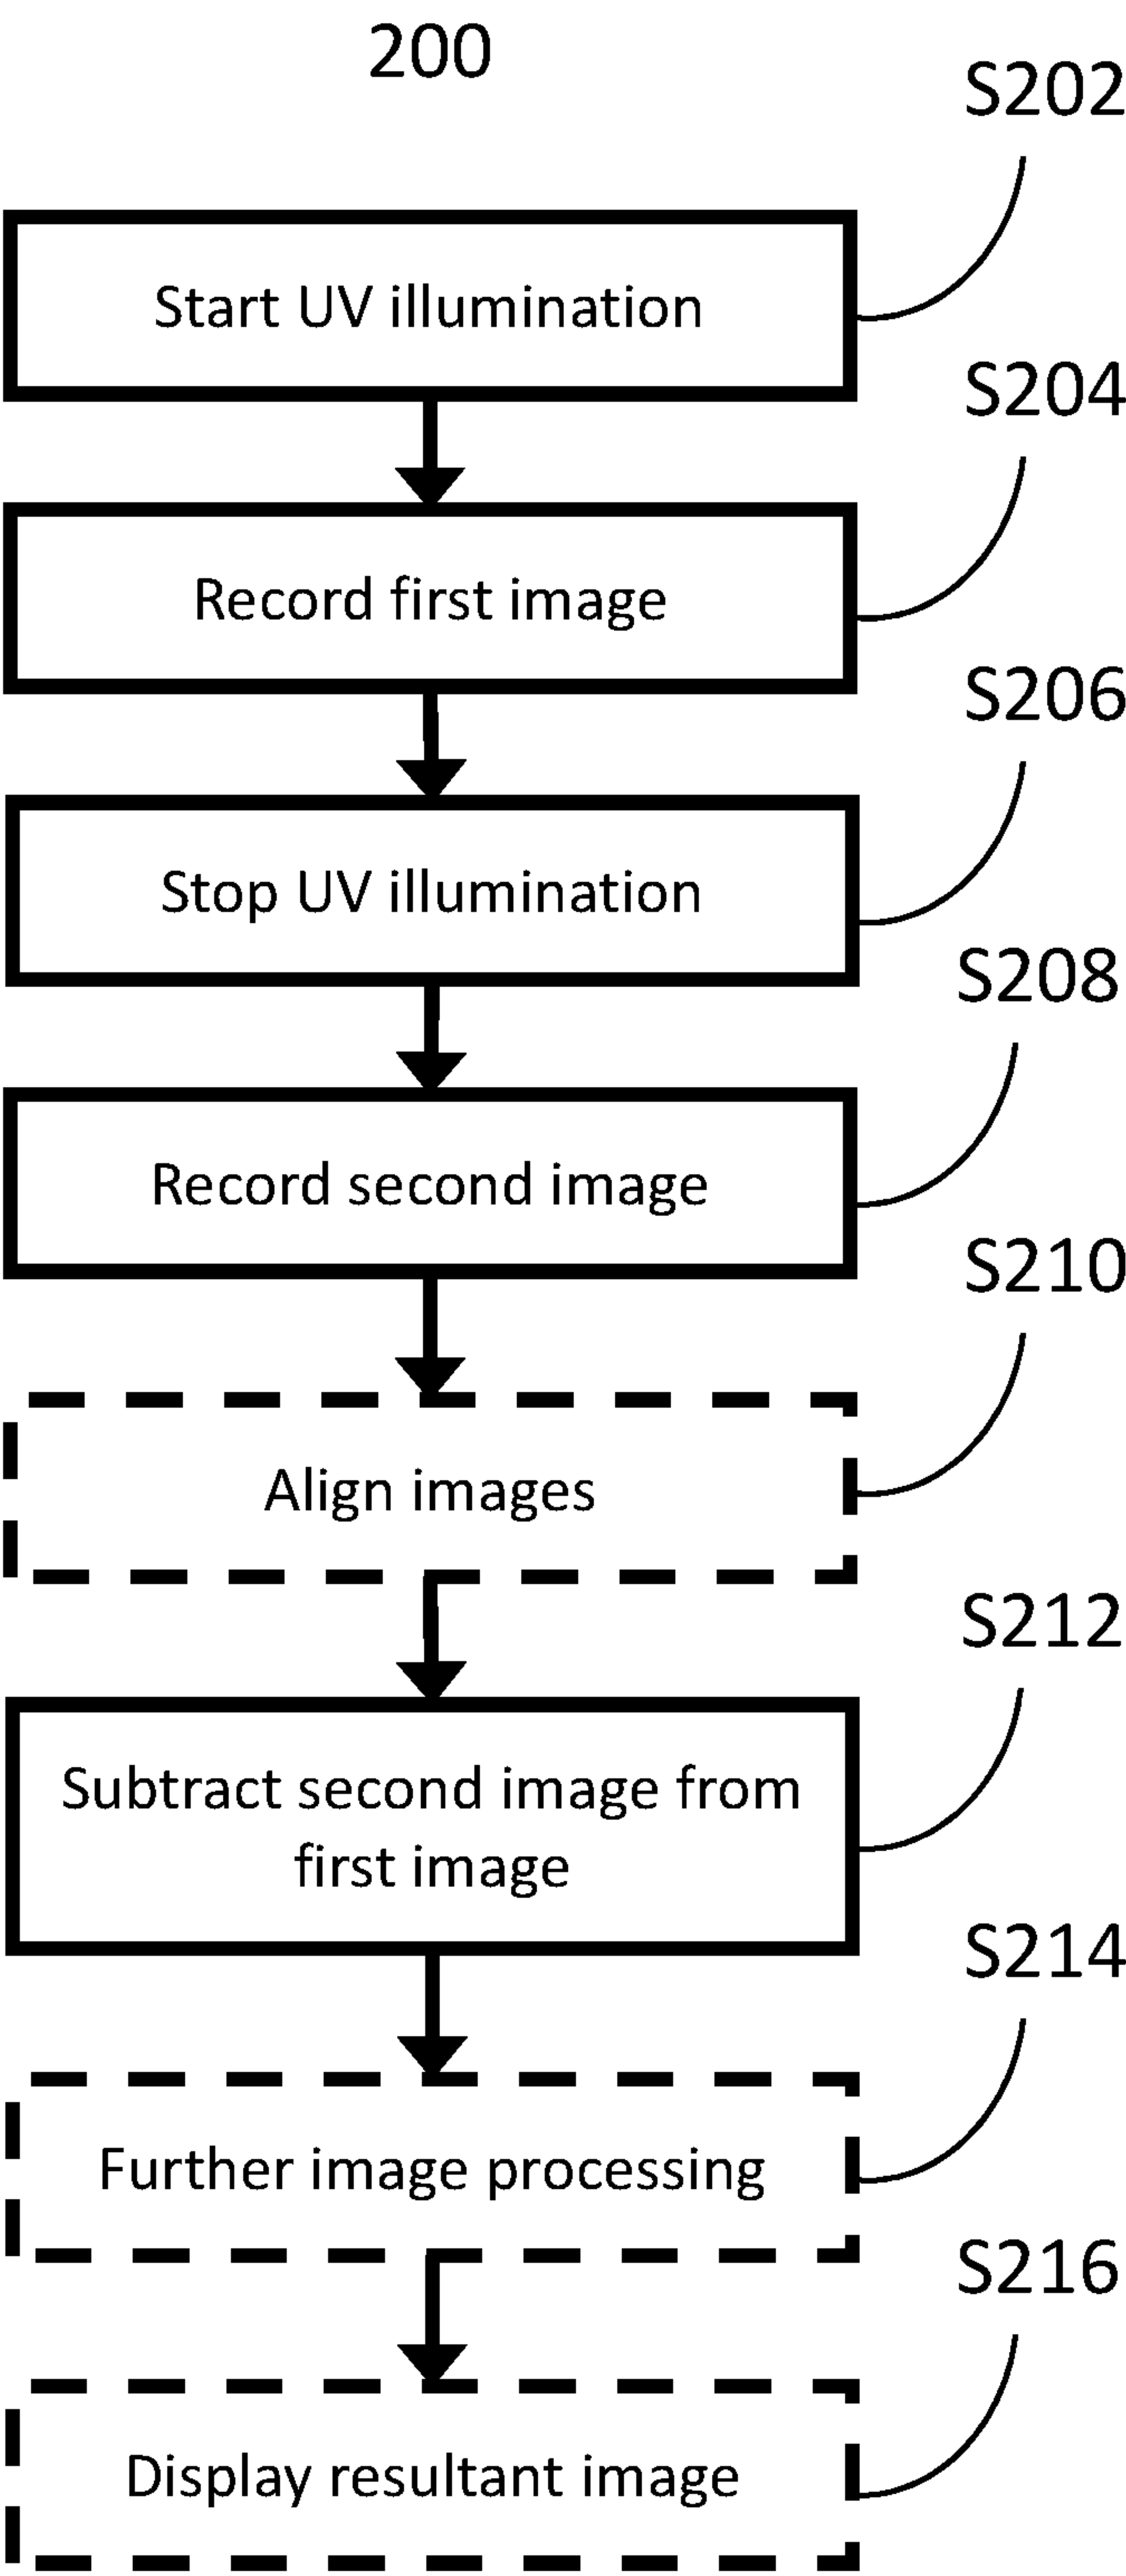 200
S202
Start UV illumination
S204
Record first image
S206
Stop UV illumination
S208
Record second image
S210
Align images
S212
Subtract second image from
first image
S214
Further image processing
S216
Display resultant image